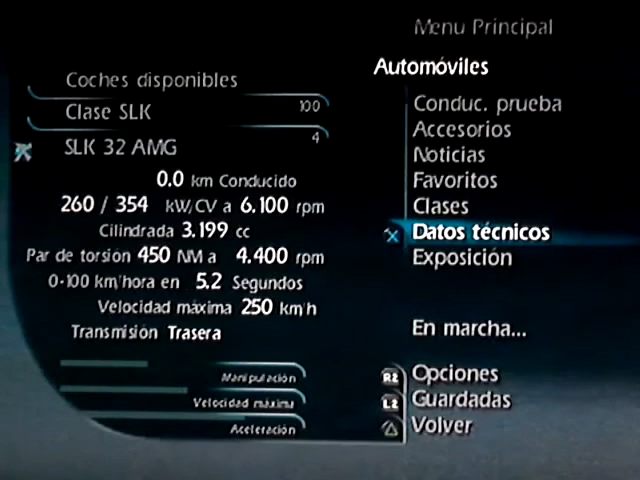 Menu Principal
Automóviles
Coches disponibles
Clase SLK 100
SLK 32 AMG 4
0.0 km Conducido
260 / 354 kW/CV a 6.100 rpm
Cilindrada 3.199 cc
Par de torsión 450 NM a 4.400 rpm
0-100 km/hora en 5.2 Segundos
Velocidad máxima 250 km/h
Transmisión Trasera
Manipulación
Velocidad máxima
Aceleración
Conduc. prueba
Accesorios
Noticias
Favoritos
Clases
Datos técnicos
Exposición
En marcha...
R2 Opciones
L2 Guardadas
Volver